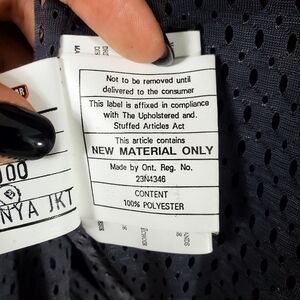 Not to be removed until
delivered to the consumer
This label is affixed in compliance
with The Upholstered and
Stuffed Articles Act
This article contains
NEW MATERIAL ONLY
Made by Ont. Reg. No.
23N4346
CONTENT
100% POLYESTER
00
NYA JKT